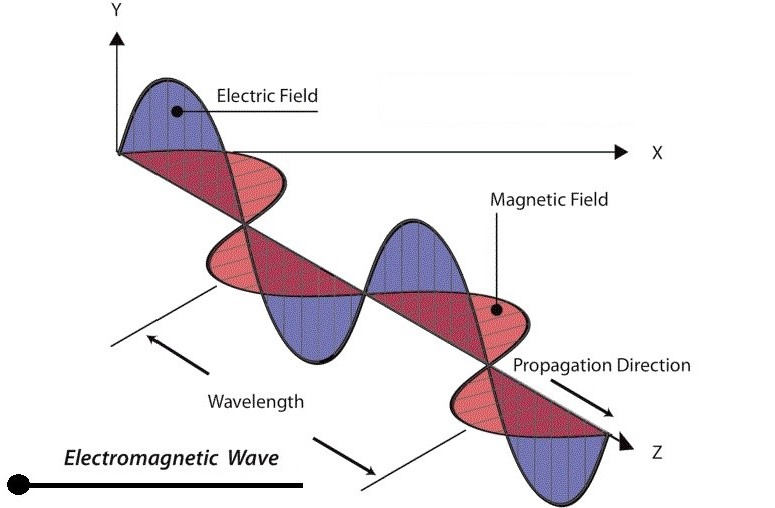 Y
Electric Field
X
Magnetic Field
Propagation Direction
Wavelength
Z
Electromagnetic Wave